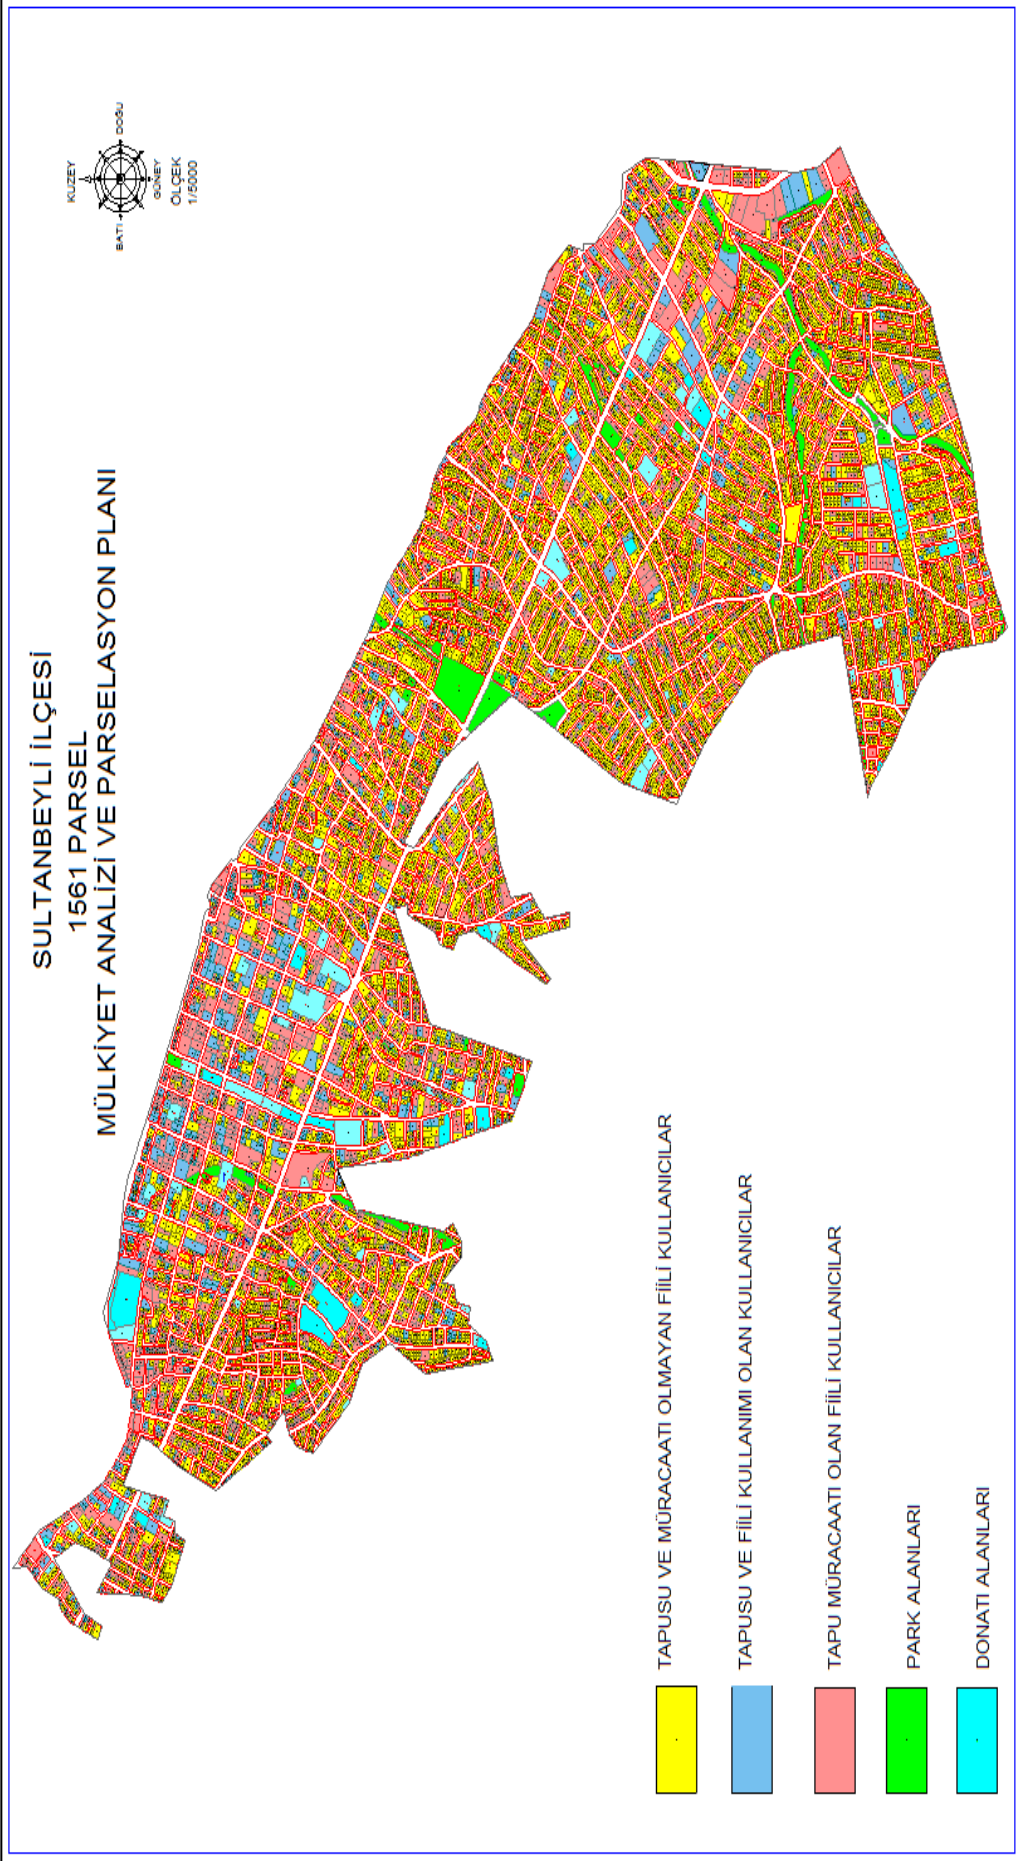 SULTANBEYLİ İLÇESİ
1561 PARSEL
MÜLKİYET ANALİZİ VE PARSELASYON PLANI
KUZEY
BATI
DOĞU
GÜNEY
ÖLÇEK
1/5000
TAPUSU VE MÜRACAATI OLMAYAN FİİLİ KULLANICILAR
TAPUSU VE FİİLİ KULLANIMI OLAN KULLANICILAR
TAPU MÜRACAATI OLAN FİİLİ KULLANICILAR
PARK ALANLARI
DONATI ALANLARI